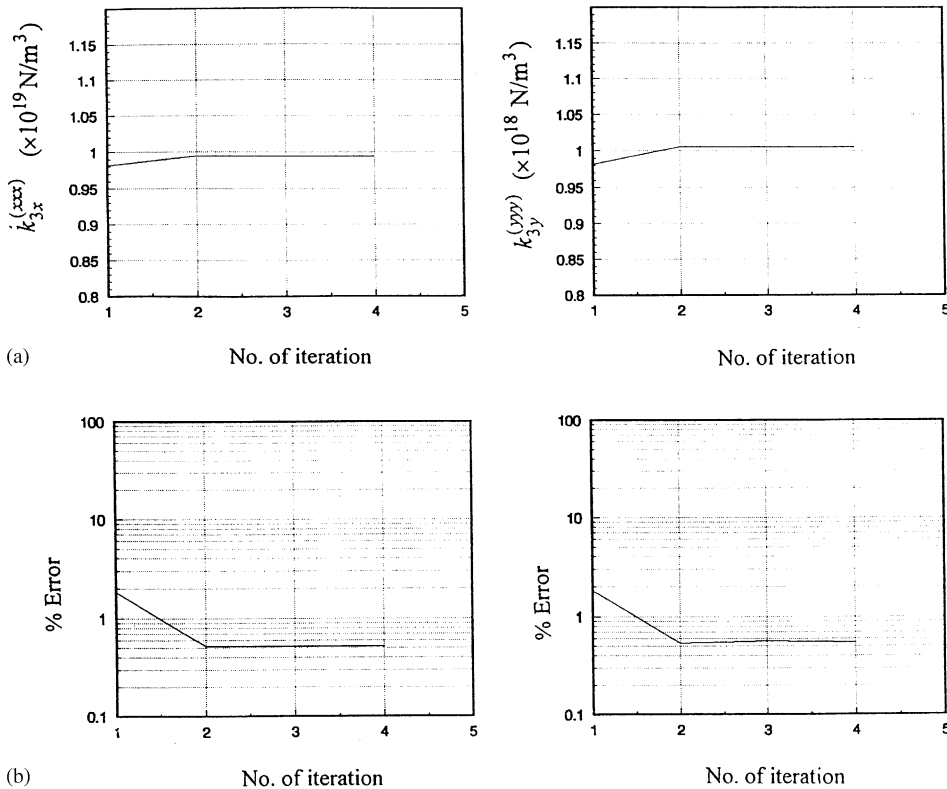 k_{3x}^{(xxx)} (×10^{19} N/m^3)
1.15
1.1
1.05
1
0.95
0.9
0.85
0.8
1 2 3 4 5
No. of iteration
k_{3y}^{(yyy)} (×10^{18} N/m^3)
1.15
1.1
1.05
1
0.95
0.9
0.85
0.8
1 2 3 4 5
No. of iteration
(a)
% Error
100
10
1
0.1
1 2 3 4 5
No. of iteration
% Error
100
10
1
0.1
1 2 3 4 5
No. of iteration
(b)